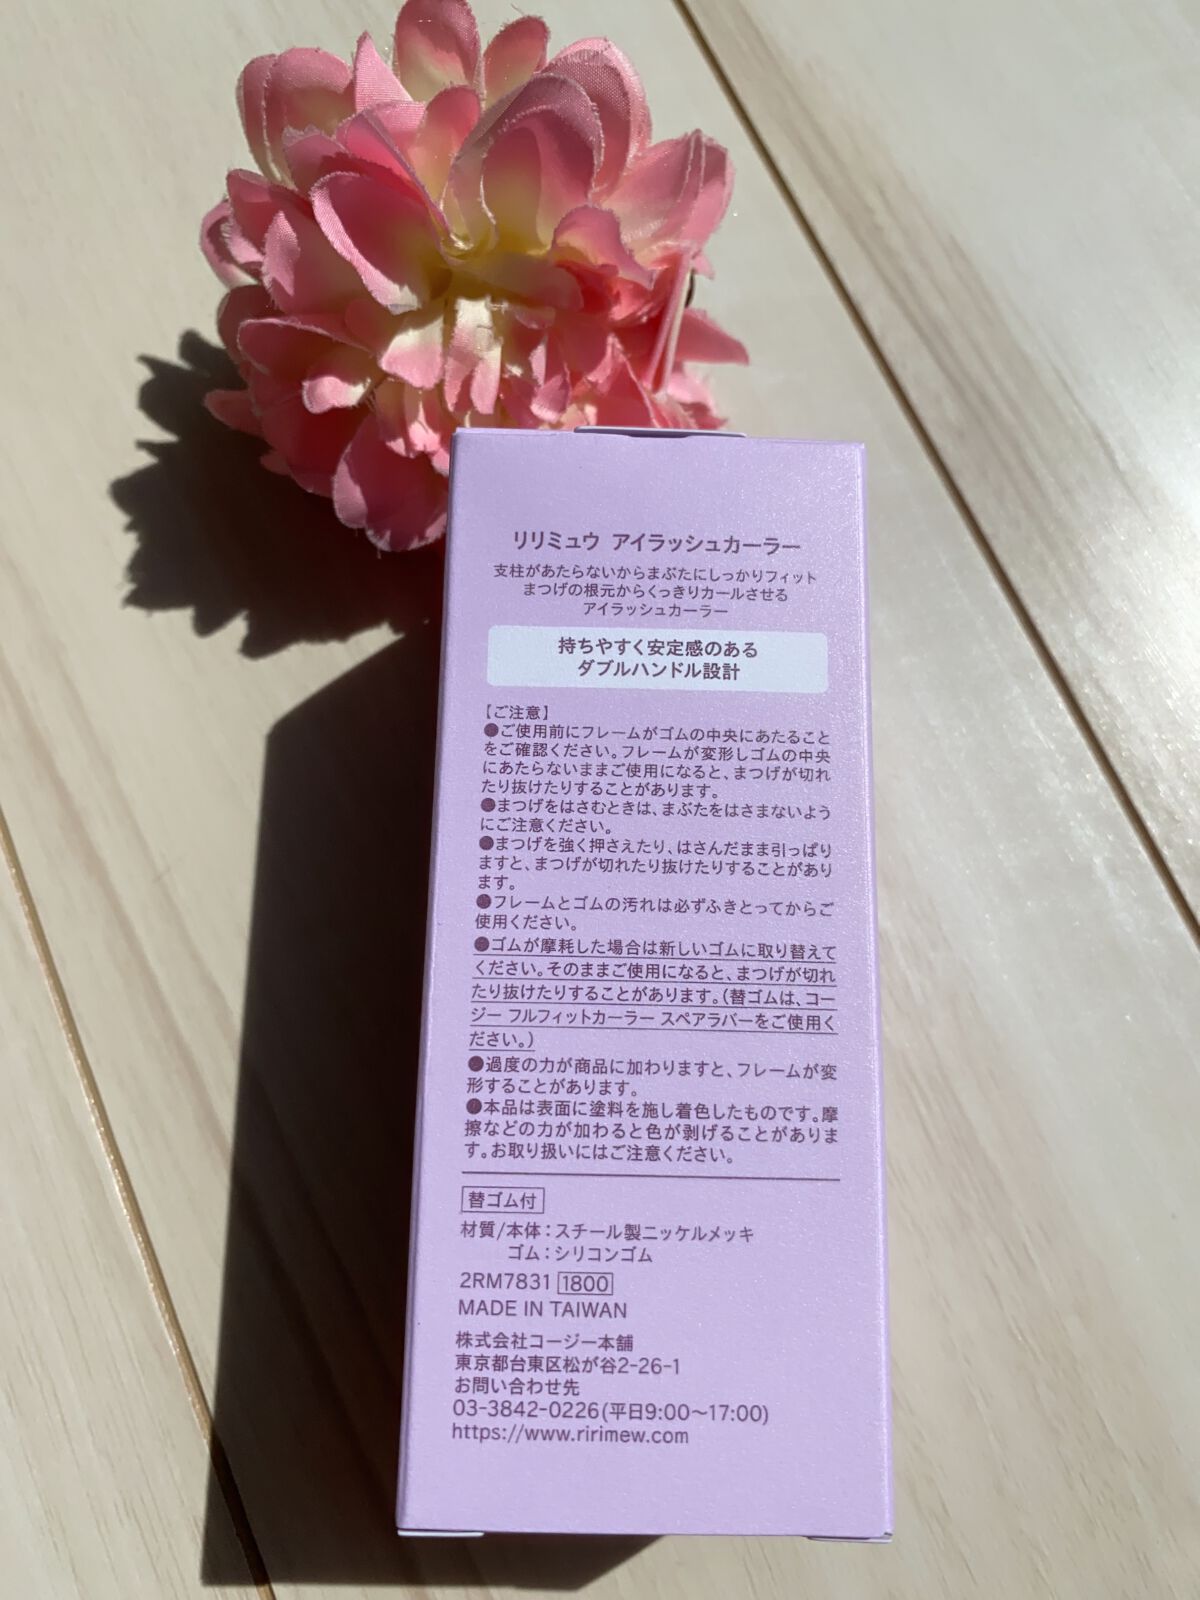 リリミュウ アイラッシュカーラー
支柱があたらないからまぶたにしっかりフィット
まつげの根元からくっきりカールさせる
アイラッシュカーラー
持ちやすく安定感のある
ダブルハンドル設計
【ご注意】
●ご使用前にフレームがゴムの中央にあたること
をご確認ください。フレームが変形しゴムの中央
にあたらないままご使用になると、まつげが切れ
たり抜けたりすることがあります。
●まつげをはさむときは、まぶたをはさまないよう
にご注意ください。
●まつげを強く押さえたり、はさんだまま引っぱり
ますと、まつげが切れたり抜けたりすることがあり
ます。
●フレームとゴムの汚れは必ずふきとってからご
使用ください。
●ゴムが摩耗した場合は新しいゴムに取り替えて
ください。そのままご使用になると、まつげが切れ
たり抜けたりすることがあります。(替ゴムは、コー
ジー フルフィットカーラー スペアラバーをご使用く
ださい。)
●過度の力が商品に加わりますと、フレームが変
形することがあります。
●本品は表面に塗料を施し着色したものです。摩
擦などの力が加わると色が剥げることがありま
す。お取り扱いにはご注意ください。
替ゴム付
材質/本体:スチール製ニッケルメッキ
ゴム:シリコンゴム
2RM7831 1800
MADE IN TAIWAN
株式会社コージー本舗
東京都台東区松が谷2-26-1
お問い合わせ先
03-3842-0226(平日9:00~17:00)
https://www.ririmew.com